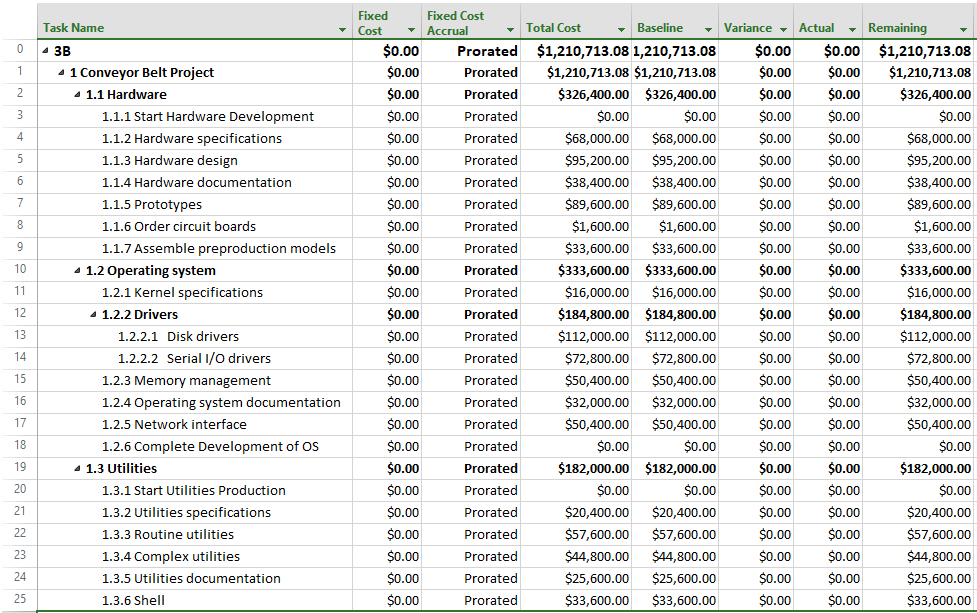 Task Name Fixed Cost Fixed Cost Accrual Total Cost Baseline Variance Actual Remaining
0 3B $0.00 Prorated $1,210,713.08 1,210,713.08 $0.00 $0.00 $1,210,713.08
1 1 Conveyor Belt Project $0.00 Prorated $1,210,713.08 $1,210,713.08 $0.00 $0.00 $1,210,713.08
2 1.1 Hardware $0.00 Prorated $326,400.00 $326,400.00 $0.00 $0.00 $326,400.00
3 1.1.1 Start Hardware Development $0.00 Prorated $0.00 $0.00 $0.00 $0.00 $0.00
4 1.1.2 Hardware specifications $0.00 Prorated $68,000.00 $68,000.00 $0.00 $0.00 $68,000.00
5 1.1.3 Hardware design $0.00 Prorated $95,200.00 $95,200.00 $0.00 $0.00 $95,200.00
6 1.1.4 Hardware documentation $0.00 Prorated $38,400.00 $38,400.00 $0.00 $0.00 $38,400.00
7 1.1.5 Prototypes $0.00 Prorated $89,600.00 $89,600.00 $0.00 $0.00 $89,600.00
8 1.1.6 Order circuit boards $0.00 Prorated $1,600.00 $1,600.00 $0.00 $0.00 $1,600.00
9 1.1.7 Assemble preproduction models $0.00 Prorated $33,600.00 $33,600.00 $0.00 $0.00 $33,600.00
10 1.2 Operating system $0.00 Prorated $333,600.00 $333,600.00 $0.00 $0.00 $333,600.00
11 1.2.1 Kernel specifications $0.00 Prorated $16,000.00 $16,000.00 $0.00 $0.00 $16,000.00
12 1.2.2 Drivers $0.00 Prorated $184,800.00 $184,800.00 $0.00 $0.00 $184,800.00
13 1.2.2.1 Disk drivers $0.00 Prorated $112,000.00 $112,000.00 $0.00 $0.00 $112,000.00
14 1.2.2.2 Serial I/O drivers $0.00 Prorated $72,800.00 $72,800.00 $0.00 $0.00 $72,800.00
15 1.2.3 Memory management $0.00 Prorated $50,400.00 $50,400.00 $0.00 $0.00 $50,400.00
16 1.2.4 Operating system documentation $0.00 Prorated $32,000.00 $32,000.00 $0.00 $0.00 $32,000.00
17 1.2.5 Network interface $0.00 Prorated $50,400.00 $50,400.00 $0.00 $0.00 $50,400.00
18 1.2.6 Complete Development of OS $0.00 Prorated $0.00 $0.00 $0.00 $0.00 $0.00
19 1.3 Utilities $0.00 Prorated $182,000.00 $182,000.00 $0.00 $0.00 $182,000.00
20 1.3.1 Start Utilities Production $0.00 Prorated $0.00 $0.00 $0.00 $0.00 $0.00
21 1.3.2 Utilities specifications $0.00 Prorated $20,400.00 $20,400.00 $0.00 $0.00 $20,400.00
22 1.3.3 Routine utilities $0.00 Prorated $57,600.00 $57,600.00 $0.00 $0.00 $57,600.00
23 1.3.4 Complex utilities $0.00 Prorated $44,800.00 $44,800.00 $0.00 $0.00 $44,800.00
24 1.3.5 Utilities documentation $0.00 Prorated $25,600.00 $25,600.00 $0.00 $0.00 $25,600.00
25 1.3.6 Shell $0.00 Prorated $33,600.00 $33,600.00 $0.00 $0.00 $33,600.00